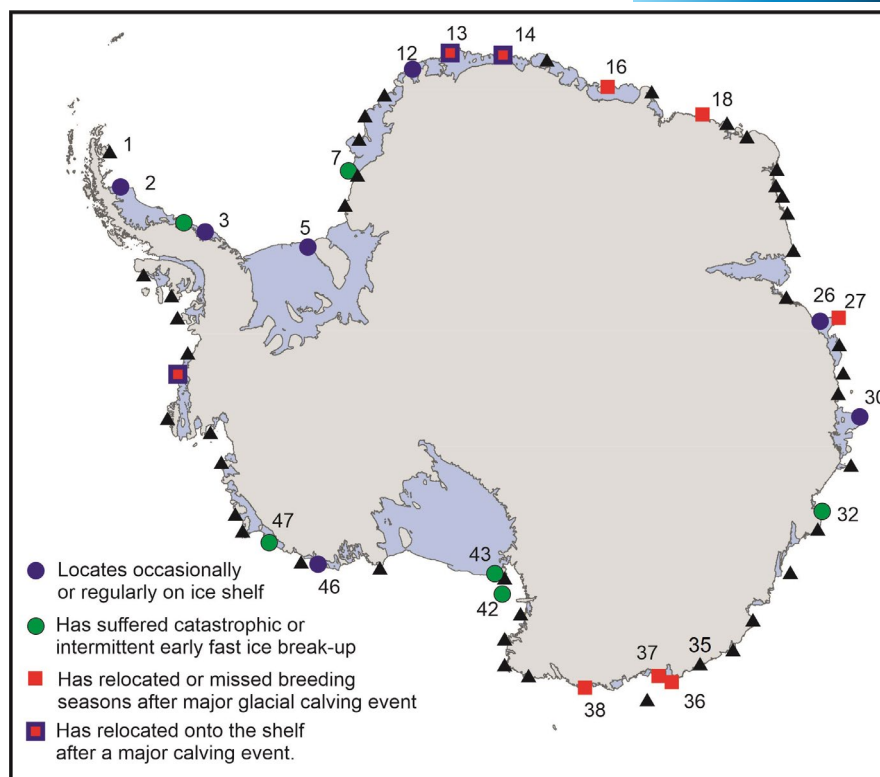 13
14
12
16
18
1
7
2
3
5
26
27
30
32
47
43
46
42
37
35
36
38
Locates occasionally
or regularly on ice shelf
Has suffered catastrophic or
intermittent early fast ice break-up
Has relocated or missed breeding
seasons after major glacial calving event
Has relocated onto the shelf
after a major calving event.